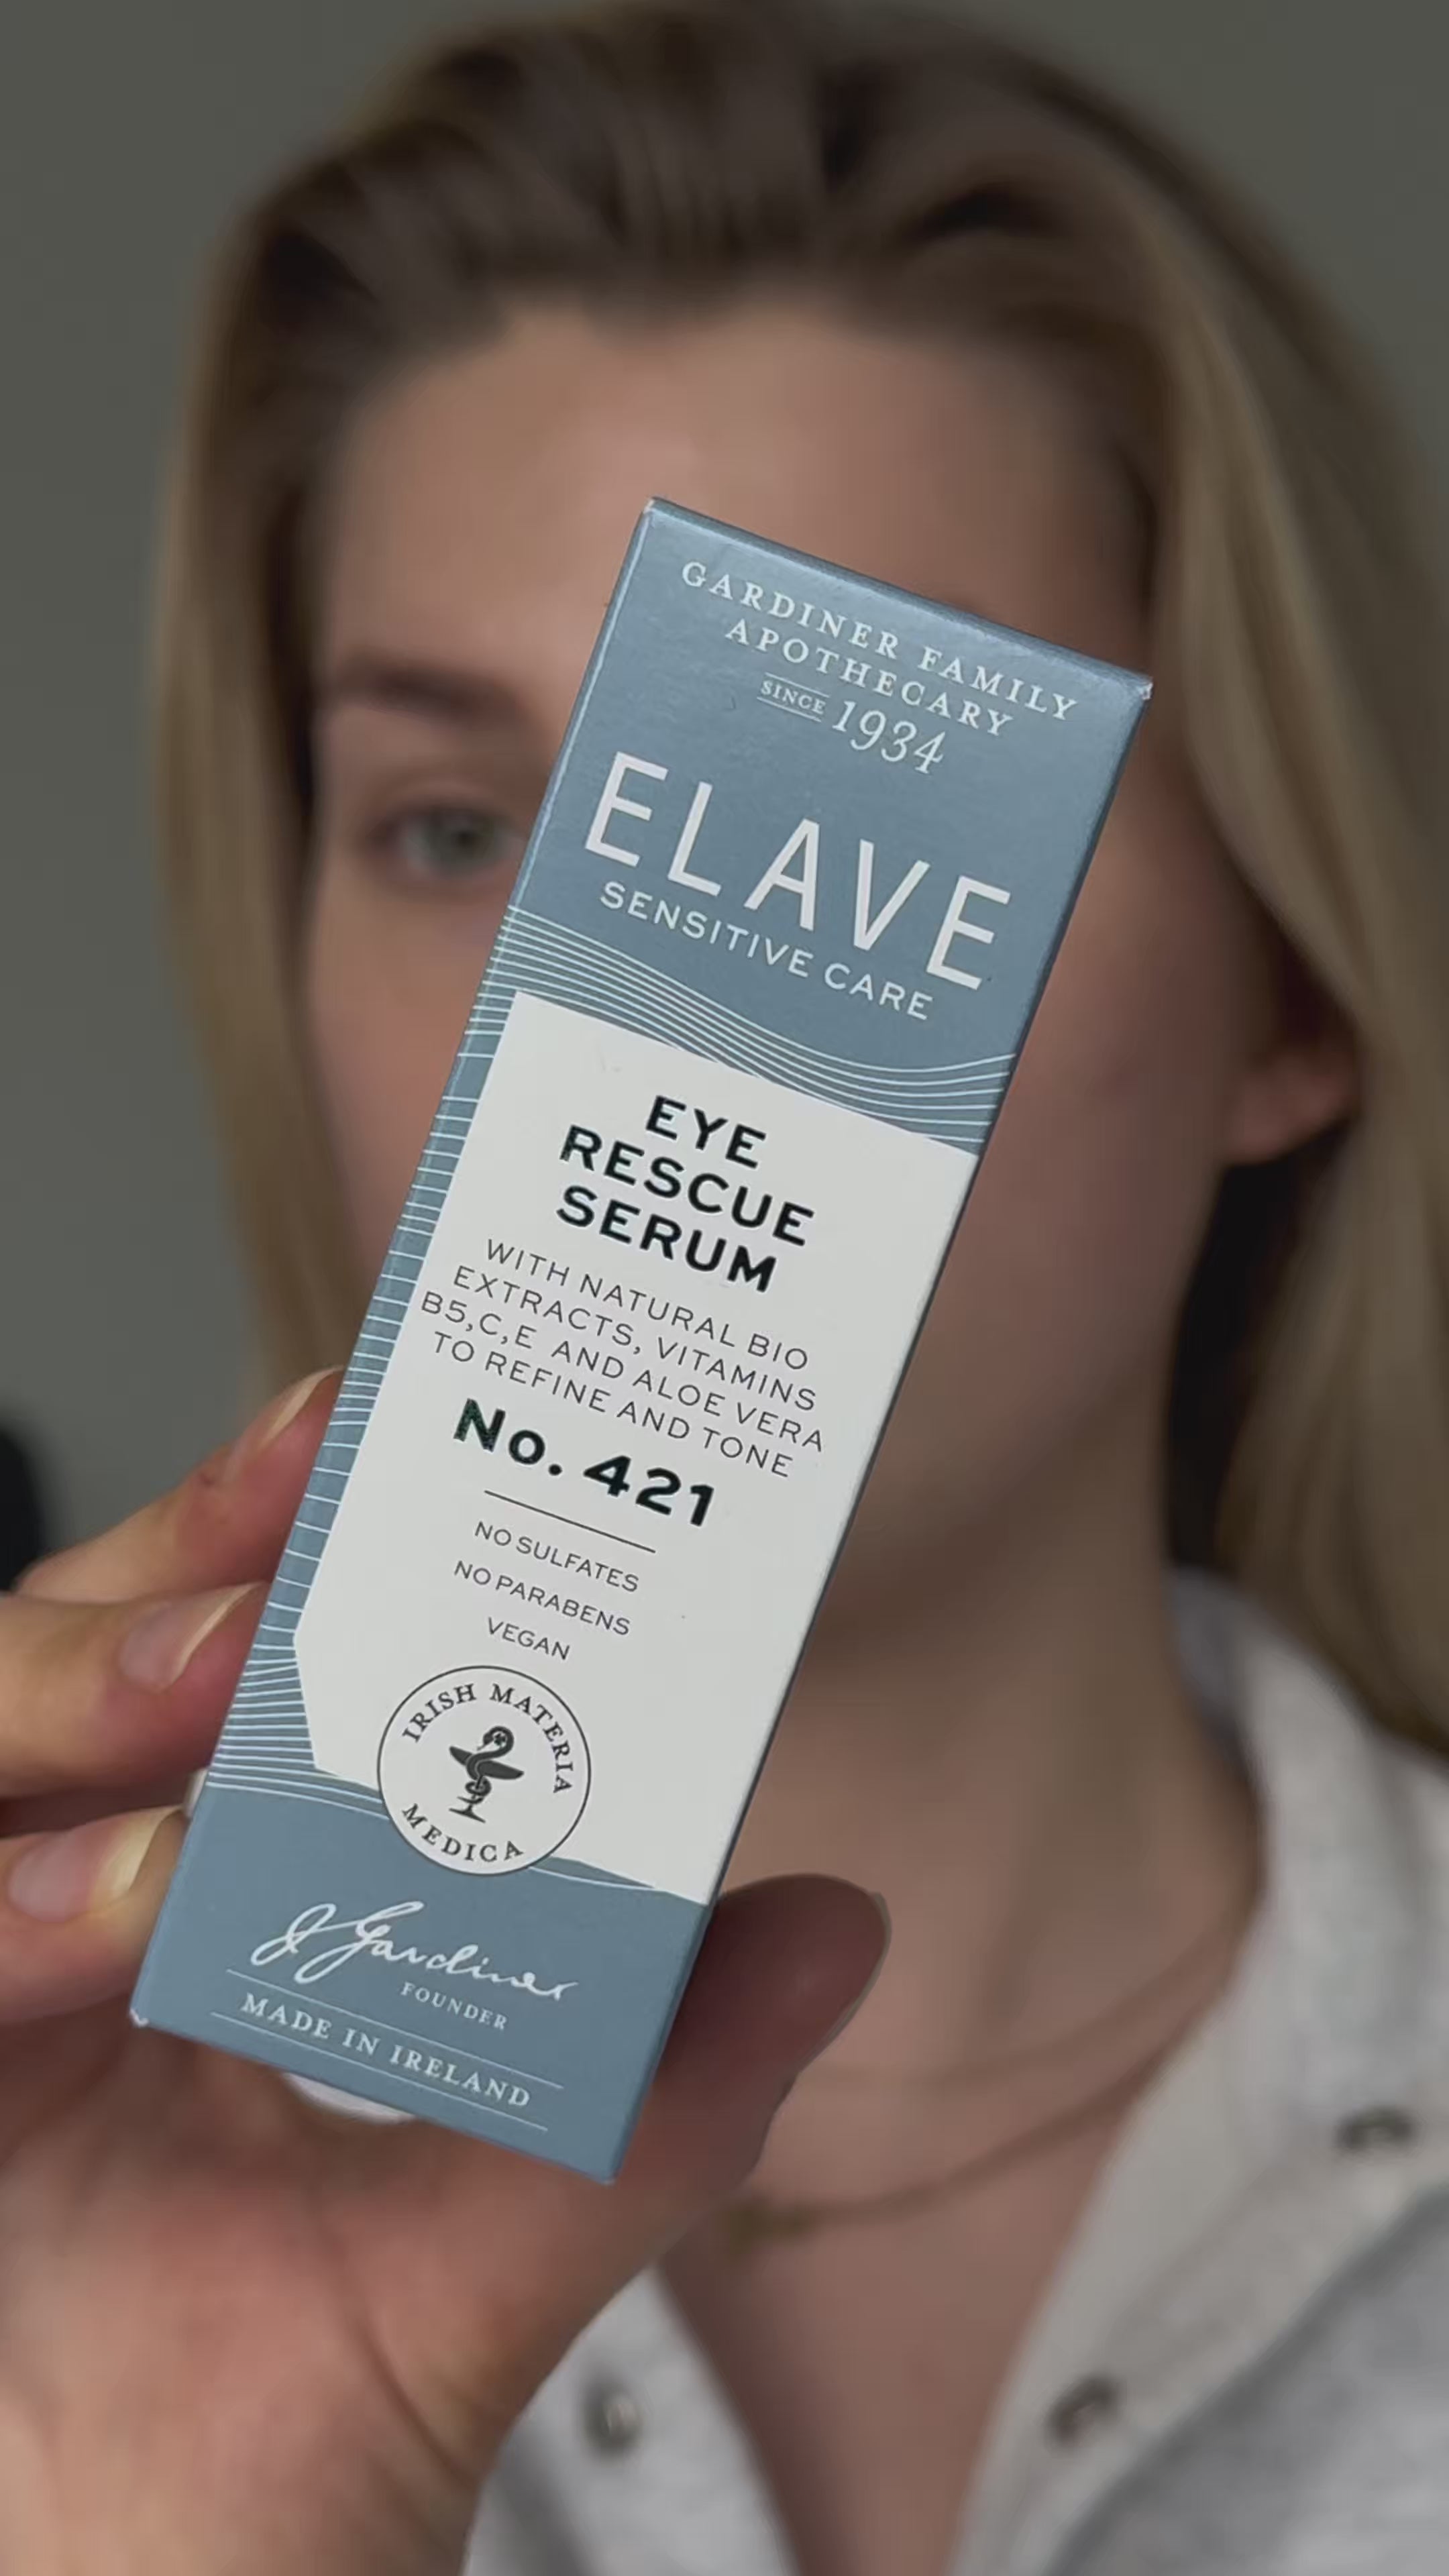 GARDINER FAMILY
APOTHECARY
SINCE 1934
ELAVE
SENSITIVE CARE
EYE
RESCUE
SERUM
WITH NATURAL BIO
EXTRACTS, VITAMINS
B5,C,E AND ALOE VERA
TO REFINE AND TONE
No. 421
NO SULFATES
NO PARABENS
VEGAN
IRISH MATERIA
MEDICA
J Gardiner
FOUNDER
MADE IN IRELAND